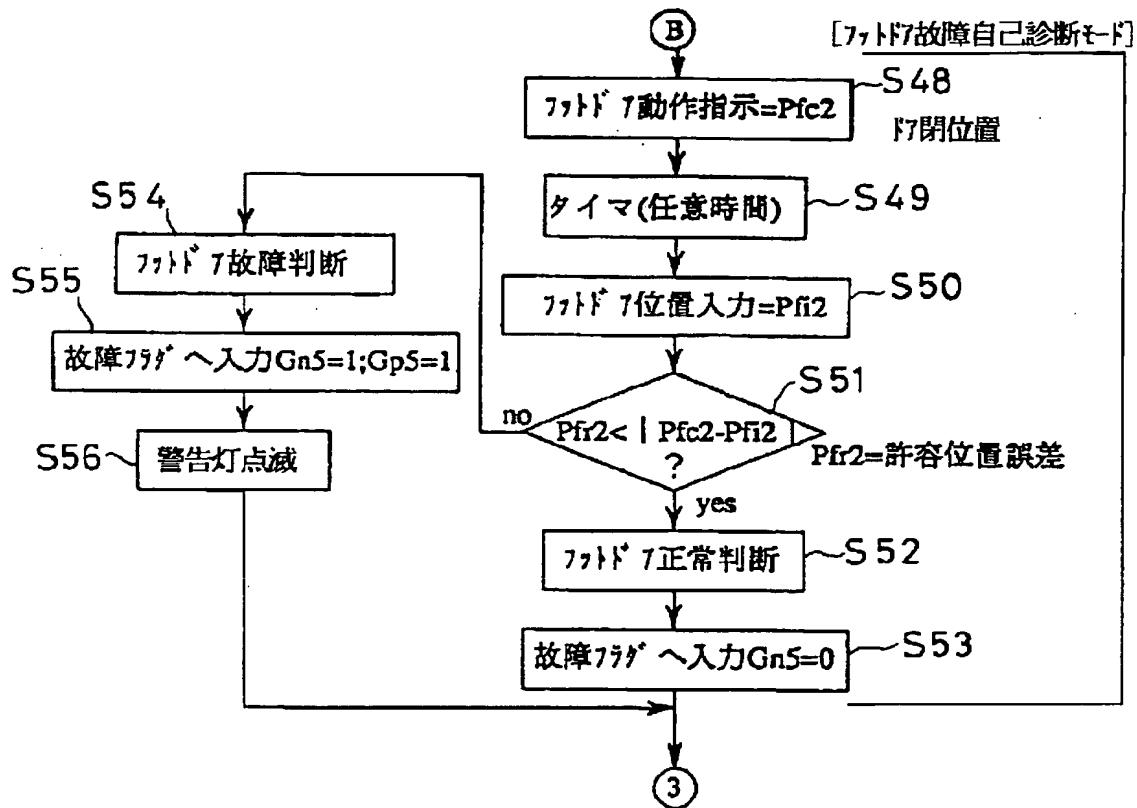 B
[ﾌｯﾄﾄﾞｱ故障自己診断ﾓｰﾄﾞ]
ﾌｯﾄﾄﾞｱ動作指示=Pfc2
S48
ﾄﾞｱ閉位置
タイマ(任意時間)
S49
ﾌｯﾄﾄﾞｱ位置入力=Pfi2
S50
Pfr2<|Pfc2-Pfi2|
?
S51
no
yes
Pfr2=許容位置誤差
ﾌｯﾄﾄﾞｱ正常判断
S52
故障ﾌﾗｸﾞへ入力Gn5=0
S53
S54
ﾌｯﾄﾄﾞｱ故障判断
S55
故障ﾌﾗｸﾞへ入力Gn5=1;Gp5=1
S56
警告灯点滅
3